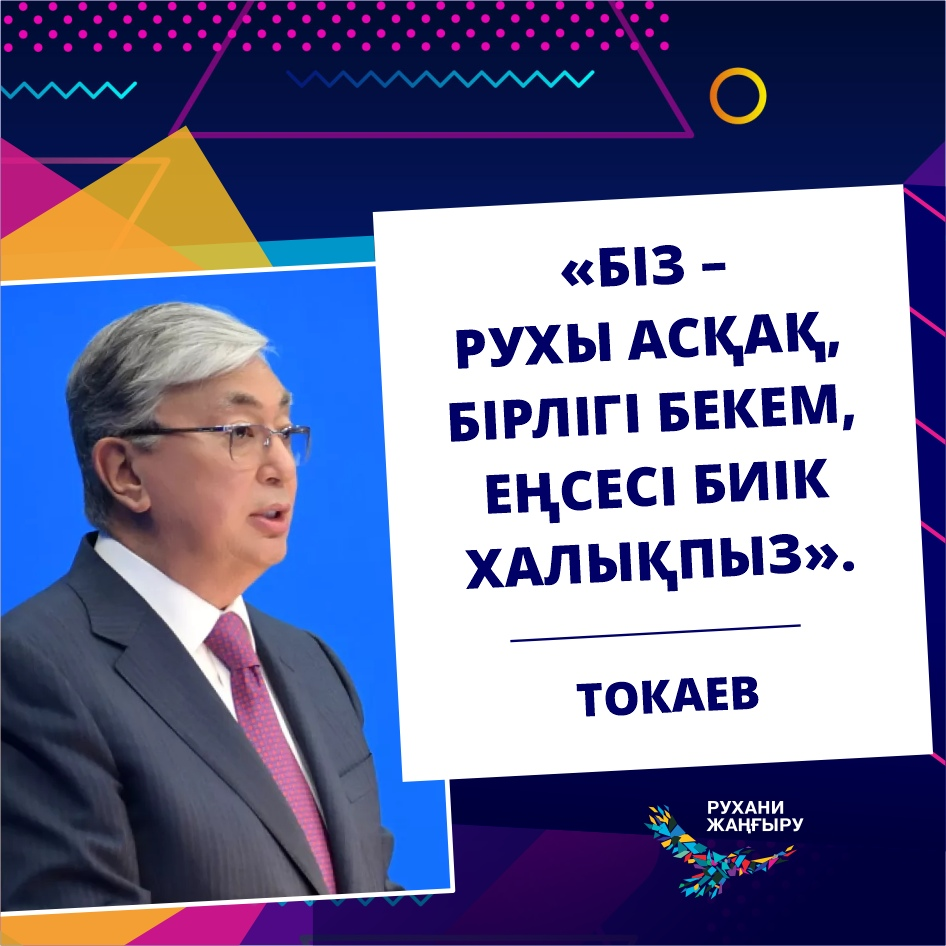 «БІЗ –
РУХЫ АСҚАҚ,
БІРЛІГІ БЕКЕМ,
ЕҢСЕСІ БИІК
ХАЛЫҚПЫЗ».
ТОКАЕВ
РУХАНИ
ЖАҢҒЫРУ